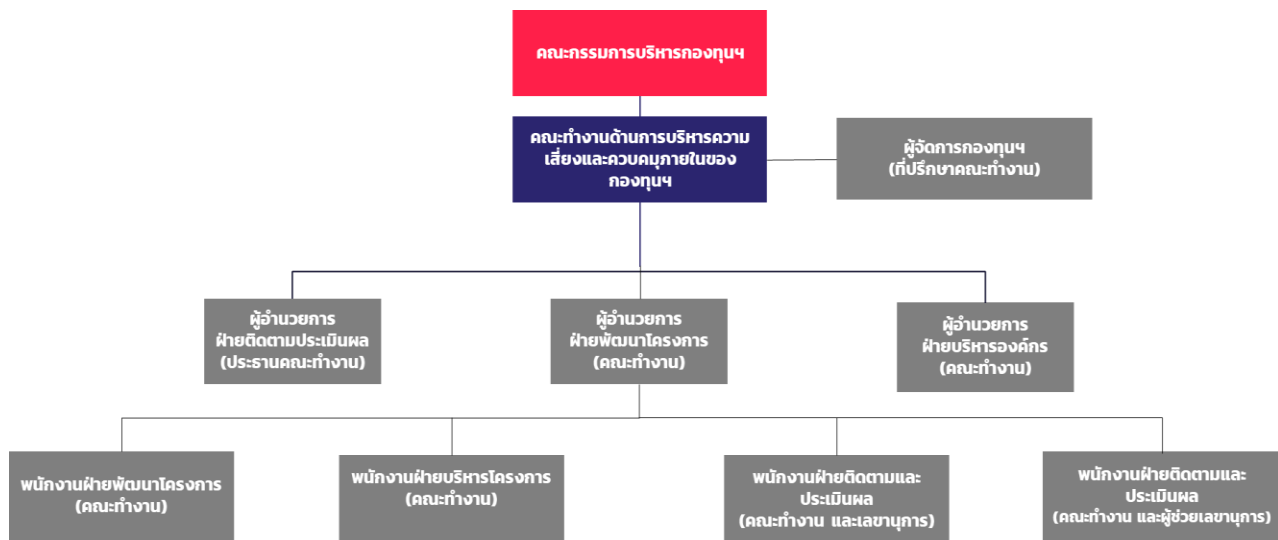 คณะกรรมการบริหารกองทุนฯ
คณะทำงานด้านการบริหารความ
เสี่ยงและควบคมุภายในของ
กองทุนฯ
ผู้จัดการกองทุนฯ
(ที่ปรึกษาคณะทำงาน)
ผู้อำนวยการ
ฝ่ายติดตามประเมินผล
(ประธานคณะทำงาน)
ผู้อำนวยการ
ฝ่ายพัฒนาโครงการ
(คณะทำงาน)
ผู้อำนวยการ
ฝ่ายบริหารองค์กร
(คณะทำงาน)
พนักงานฝ่ายพัฒนาโครงการ
(คณะทำงาน)
พนักงานฝ่ายบริหารโครงการ
(คณะทำงาน)
พนักงานฝ่ายติดตามและ
ประเมินผล
(คณะทำงาน และเลขานุการ)
พนักงานฝ่ายติดตามและ
ประเมินผล
(คณะทำงาน และผู้ช่วยเลขานุการ)